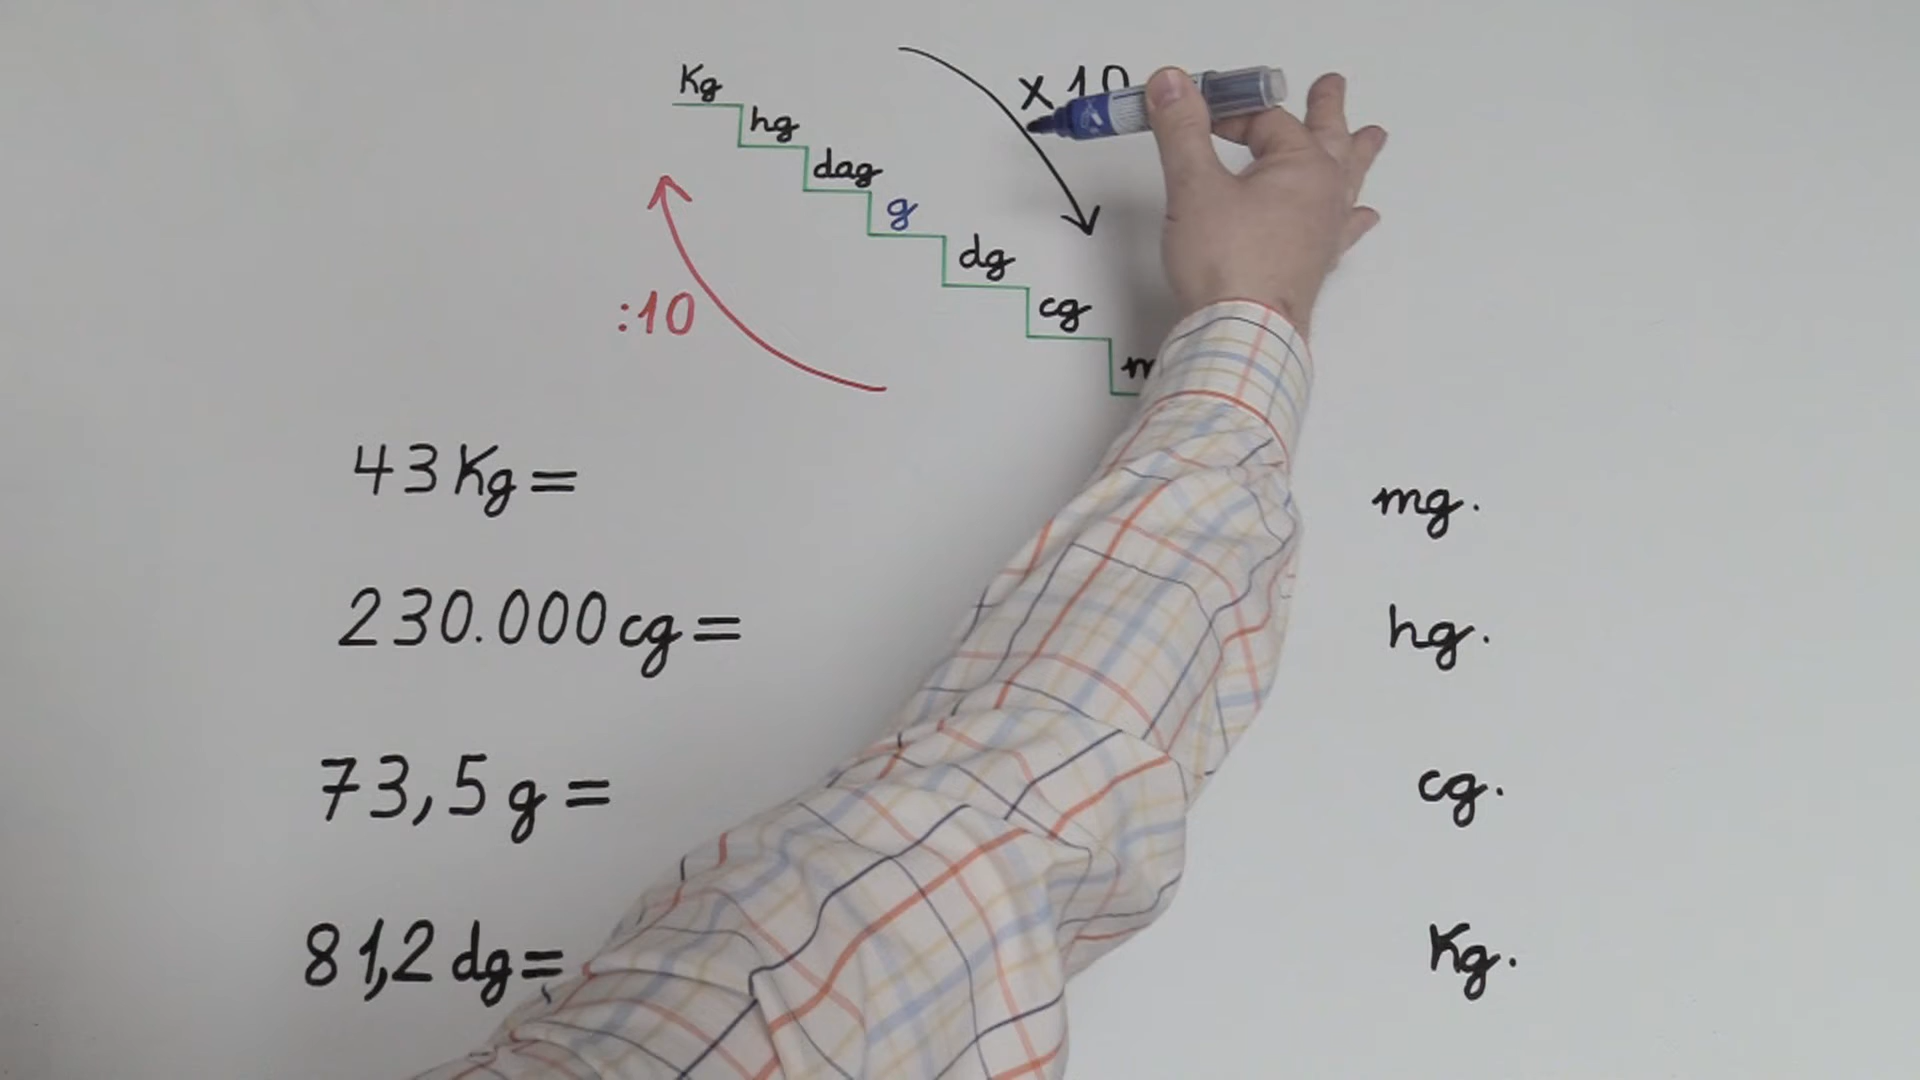 Kg
x 10
hg
dag
g
dg
cg
:10
43 Kg = mg.
230.000 cg = hg.
73,5 g = cg.
81,2 dg = Kg.